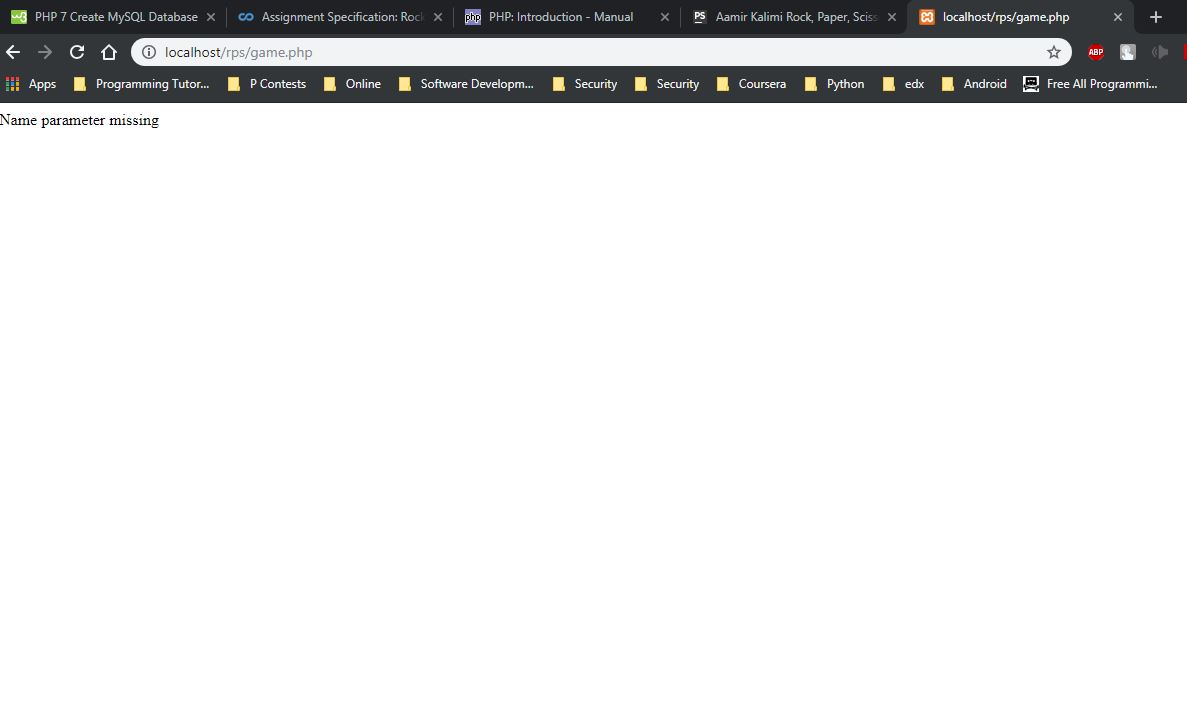 PHP 7 Create MySQL Database
Assignment Specification: Rock
php PHP: Introduction - Manual
PS Aamir Kalimi Rock, Paper, Sciss
localhost/rps/game.php
localhost/rps/game.php
ABP
Apps
Programming Tutor...
P Contests
Online
Software Developm...
Security
Security
Coursera
Python
edx
Android
Free All Programmi...
Name parameter missing